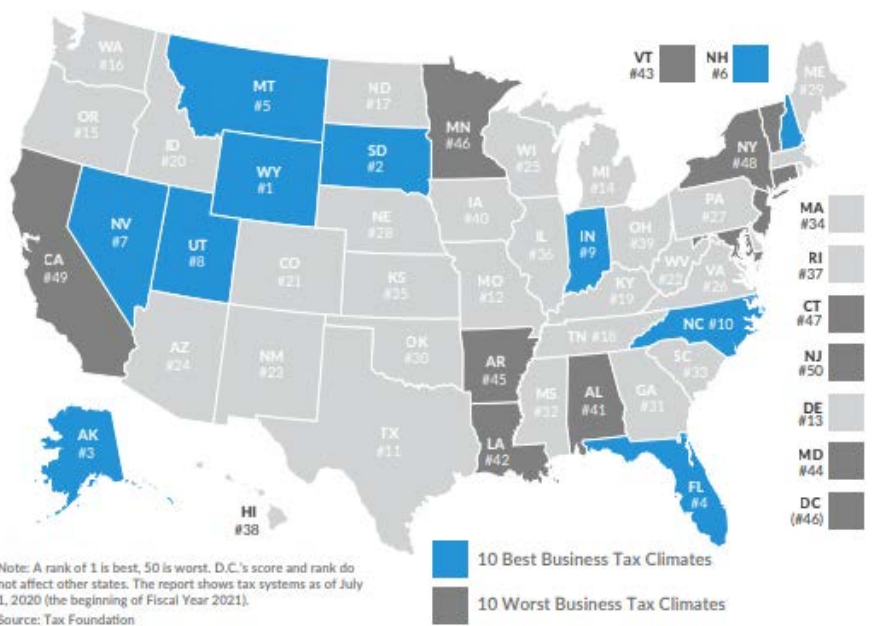 WA
#16
OR
#15
CA
#49
NV
#7
ID
#20
MT
#5
WY
#1
UT
#8
AZ
#24
CO
#21
NM
#23
ND
#17
SD
#2
NE
#28
KS
#35
OK
#30
TX
#11
MN
#46
IA
#40
MO
#12
AR
#45
LA
#42
WI
#25
IL
#36
MI
#14
IN
#9
OH
#39
KY
#19
TN #18
MS
#32
AL
#41
GA
#31
FL
#4
SC
#33
NC #10
VA
#26
WV
#22
PA
#27
NY
#48
VT
#43
NH
#6
ME
#29
MA
#34
RI
#37
CT
#47
NJ
#50
DE
#13
MD
#44
DC
(#46)
AK
#3
HI
#38
Note: A rank of 1 is best, 50 is worst. D.C.'s score and rank do
not affect other states. The report shows tax systems as of July
1, 2020 (the beginning of Fiscal Year 2021).
Source: Tax Foundation
10 Best Business Tax Climates
10 Worst Business Tax Climates